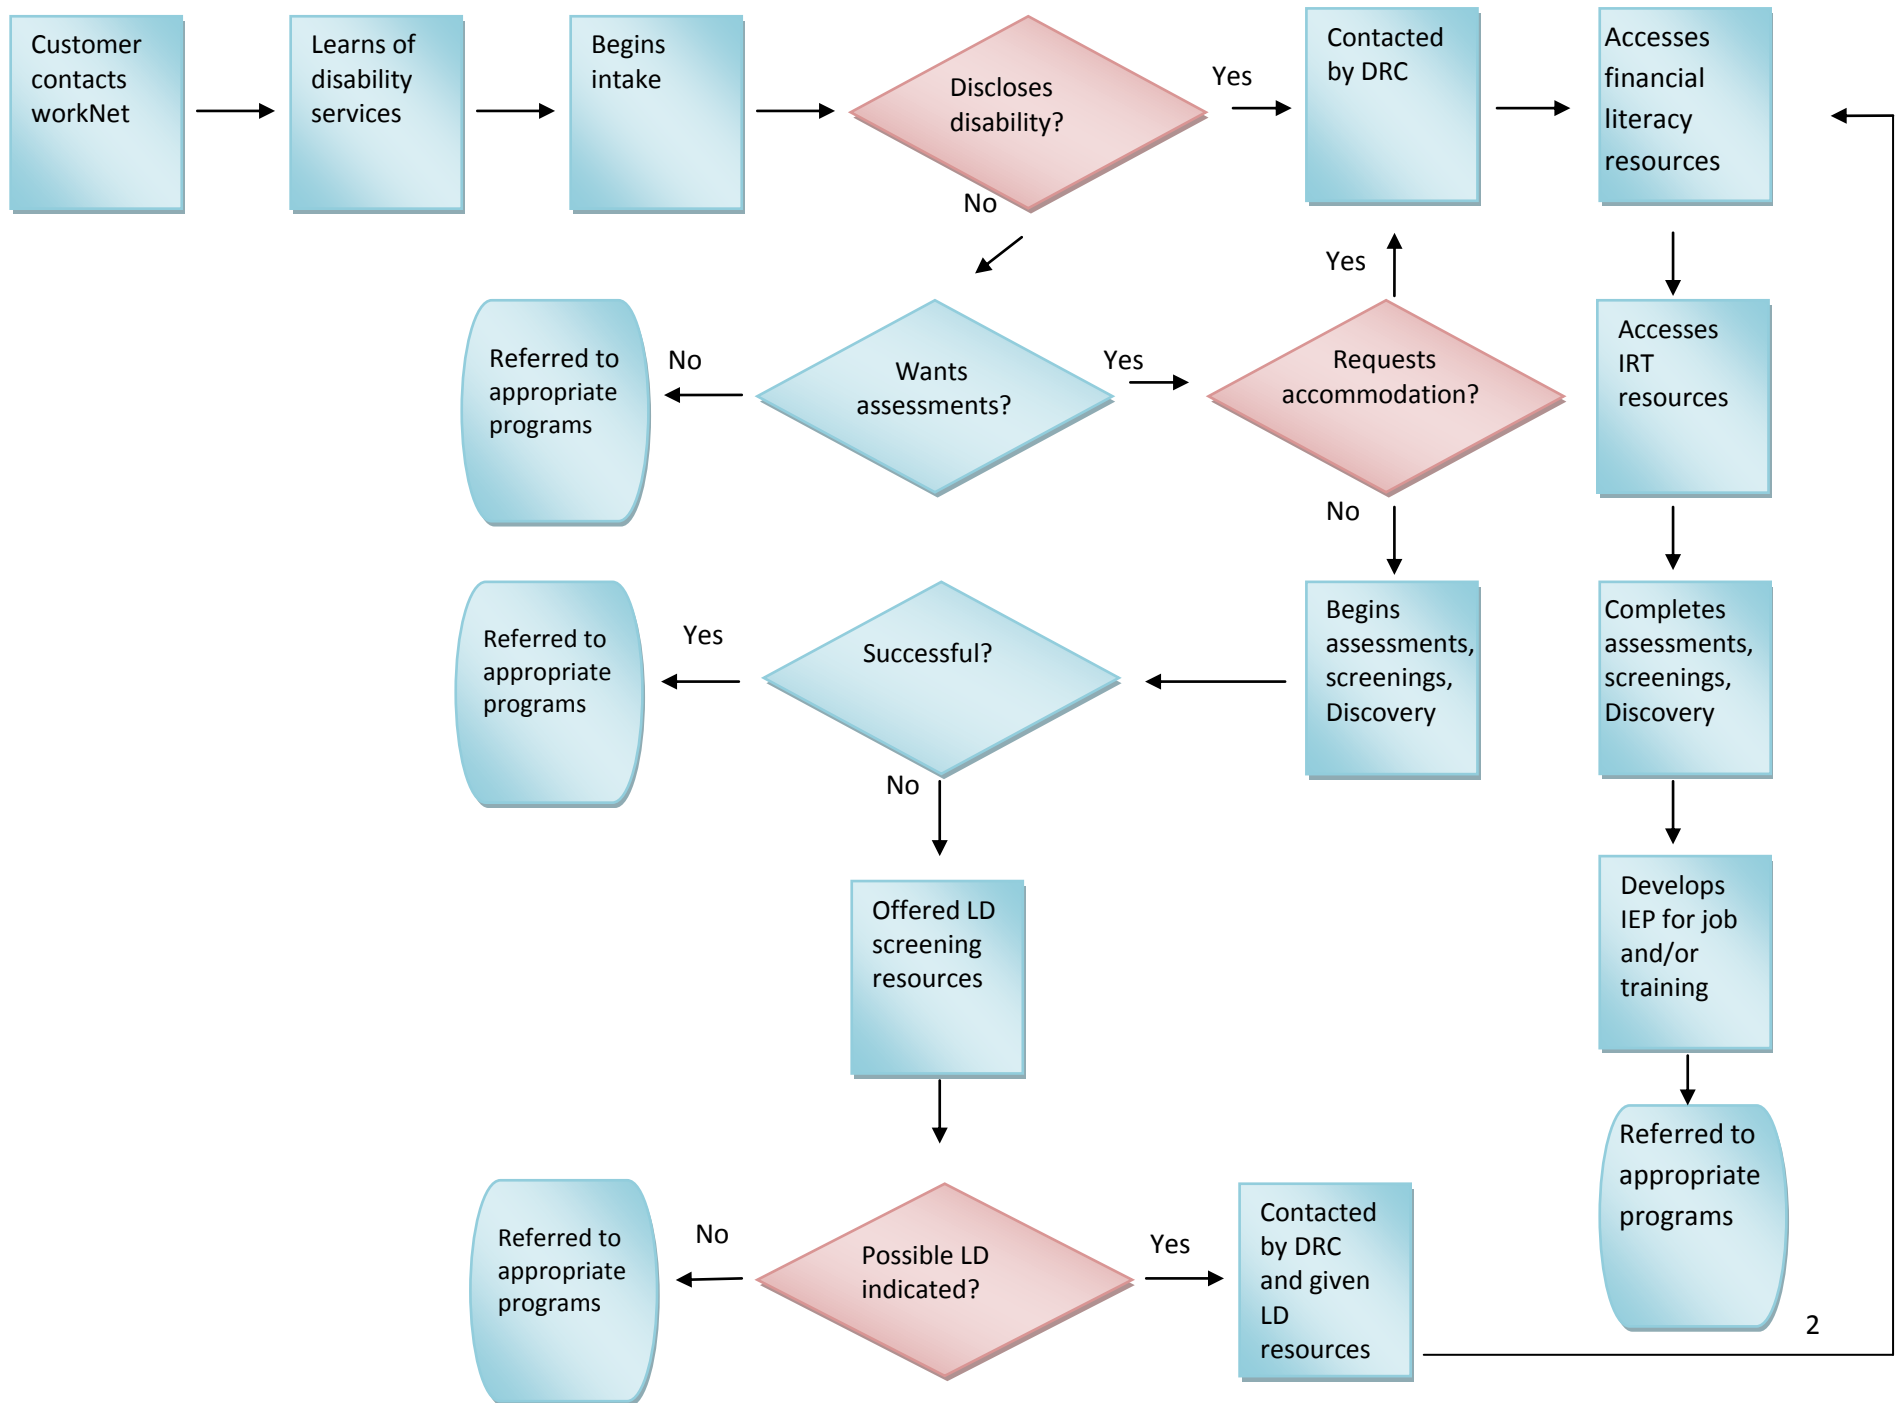 Customer
contacts
workNet
Learns of
disability
services
Begins
intake
Discloses
disability?
Yes
No
Contacted
by DRC
Accesses
financial
literacy
resources
Referred to
appropriate
programs
No
Wants
assessments?
Yes
Requests
accommodation?
Yes
No
Accesses
IRT
resources
Referred to
appropriate
programs
Yes
Successful?
No
Begins
assessments,
screenings,
Discovery
Completes
assessments,
screenings,
Discovery
Offered LD
screening
resources
Develops
IEP for job
and/or
training
Referred to
appropriate
programs
No
Possible LD
indicated?
Yes
Contacted
by DRC
and given
LD
resources
Referred to
appropriate
programs
2